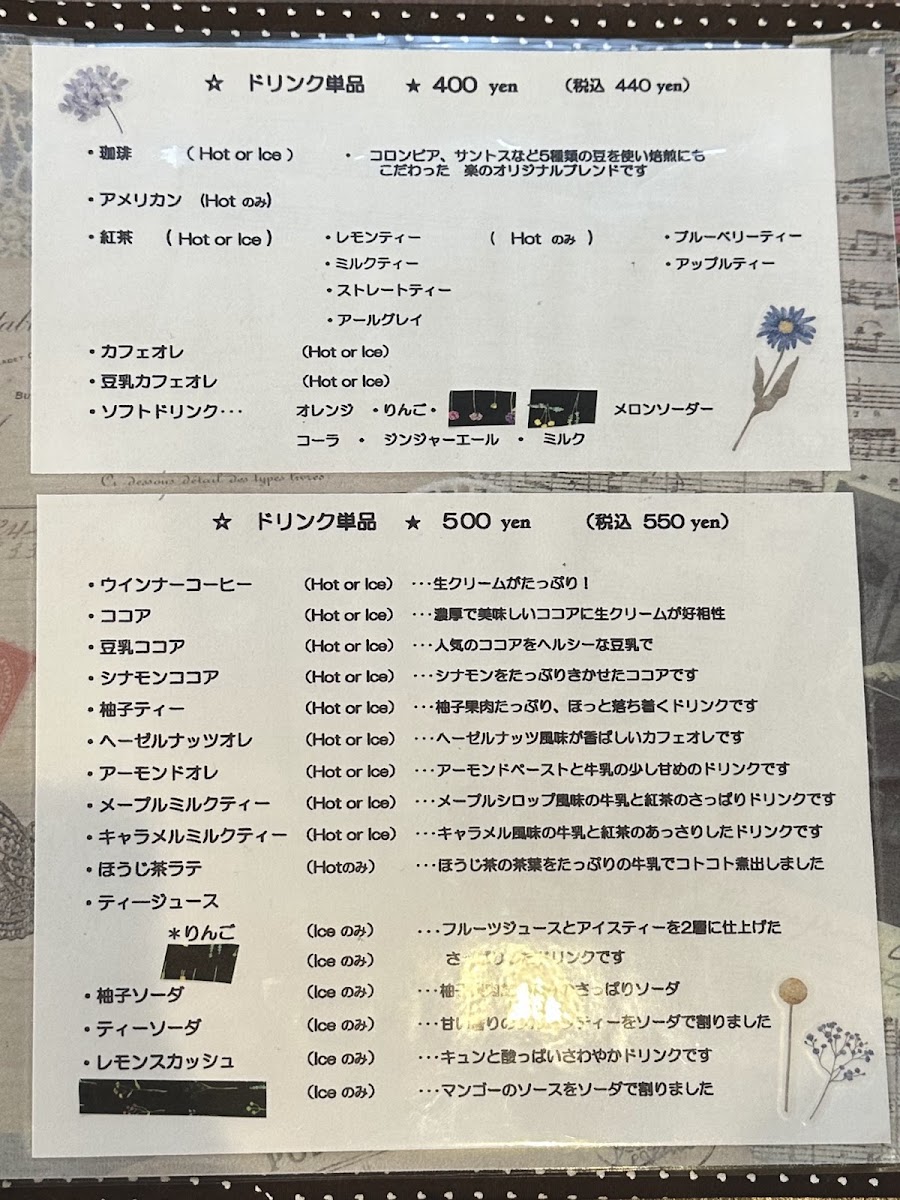 ☆ ドリンク単品 ★ 400 yen (税込 440 yen)
・珈琲 (Hot or Ice) ・ コロンビア、サントスなど5種類の豆を使い焙煎にも
こだわった 楽のオリジナルブレンドです
・アメリカン (Hot のみ)
・紅茶 (Hot or Ice) ・レモンティー ( Hot のみ ) ・ブルーベリーティー
・ミルクティー ・アップルティー
・ストレートティー
・アールグレイ
・カフェオレ (Hot or Ice)
・豆乳カフェオレ (Hot or Ice)
・ソフトドリンク・・・ オレンジ ・りんご・ メロンソーダー
コーラ ・ ジンジャーエール ・ ミルク
Ci dessous détail des types livrés
☆ ドリンク単品 ★ 500 yen (税込 550 yen)
・ウインナーコーヒー (Hot or Ice) ・・・生クリームがたっぷり!
・ココア (Hot or Ice) ・・・濃厚で美味しいココアに生クリームが好相性
・豆乳ココア (Hot or Ice) ・・・人気のココアをヘルシーな豆乳で
・シナモンココア (Hot or Ice) ・・・シナモンをたっぷりきかせたココアです
・柚子ティー (Hot or Ice) ・・・柚子果肉たっぷり、ほっと落ち着くドリンクです
・ヘーゼルナッツオレ (Hot or Ice) ・・・ヘーゼルナッツ風味が香ばしいカフェオレです
・アーモンドオレ (Hot or Ice) ・・・アーモンドペーストと牛乳の少し甘めのドリンクです
・メープルミルクティー (Hot or Ice) ・・・メープルシロップ風味の牛乳と紅茶のさっぱりドリンクです
・キャラメルミルクティー (Hot or Ice) ・・・キャラメル風味の牛乳と紅茶のあっさりしたドリンクです
・ほうじ茶ラテ (Hotのみ) ・・・ほうじ茶の茶葉をたっぷりの牛乳でコトコト煮出しました
・ティージュース
＊りんご (Ice のみ) ・・・フルーツジュースとアイスティーを2層に仕上げた
(Ice のみ) さっぱりしたドリンクです
・柚子ソーダ (Ice のみ) ・・・柚子 さっぱりソーダ
・ティーソーダ (Ice のみ) ・・・甘い香りの ティーをソーダで割りました
・レモンスカッシュ (Ice のみ) ・・・キュンと酸っぱいさわやかドリンクです
(Ice のみ) ・・・マンゴーのソースをソーダで割りました